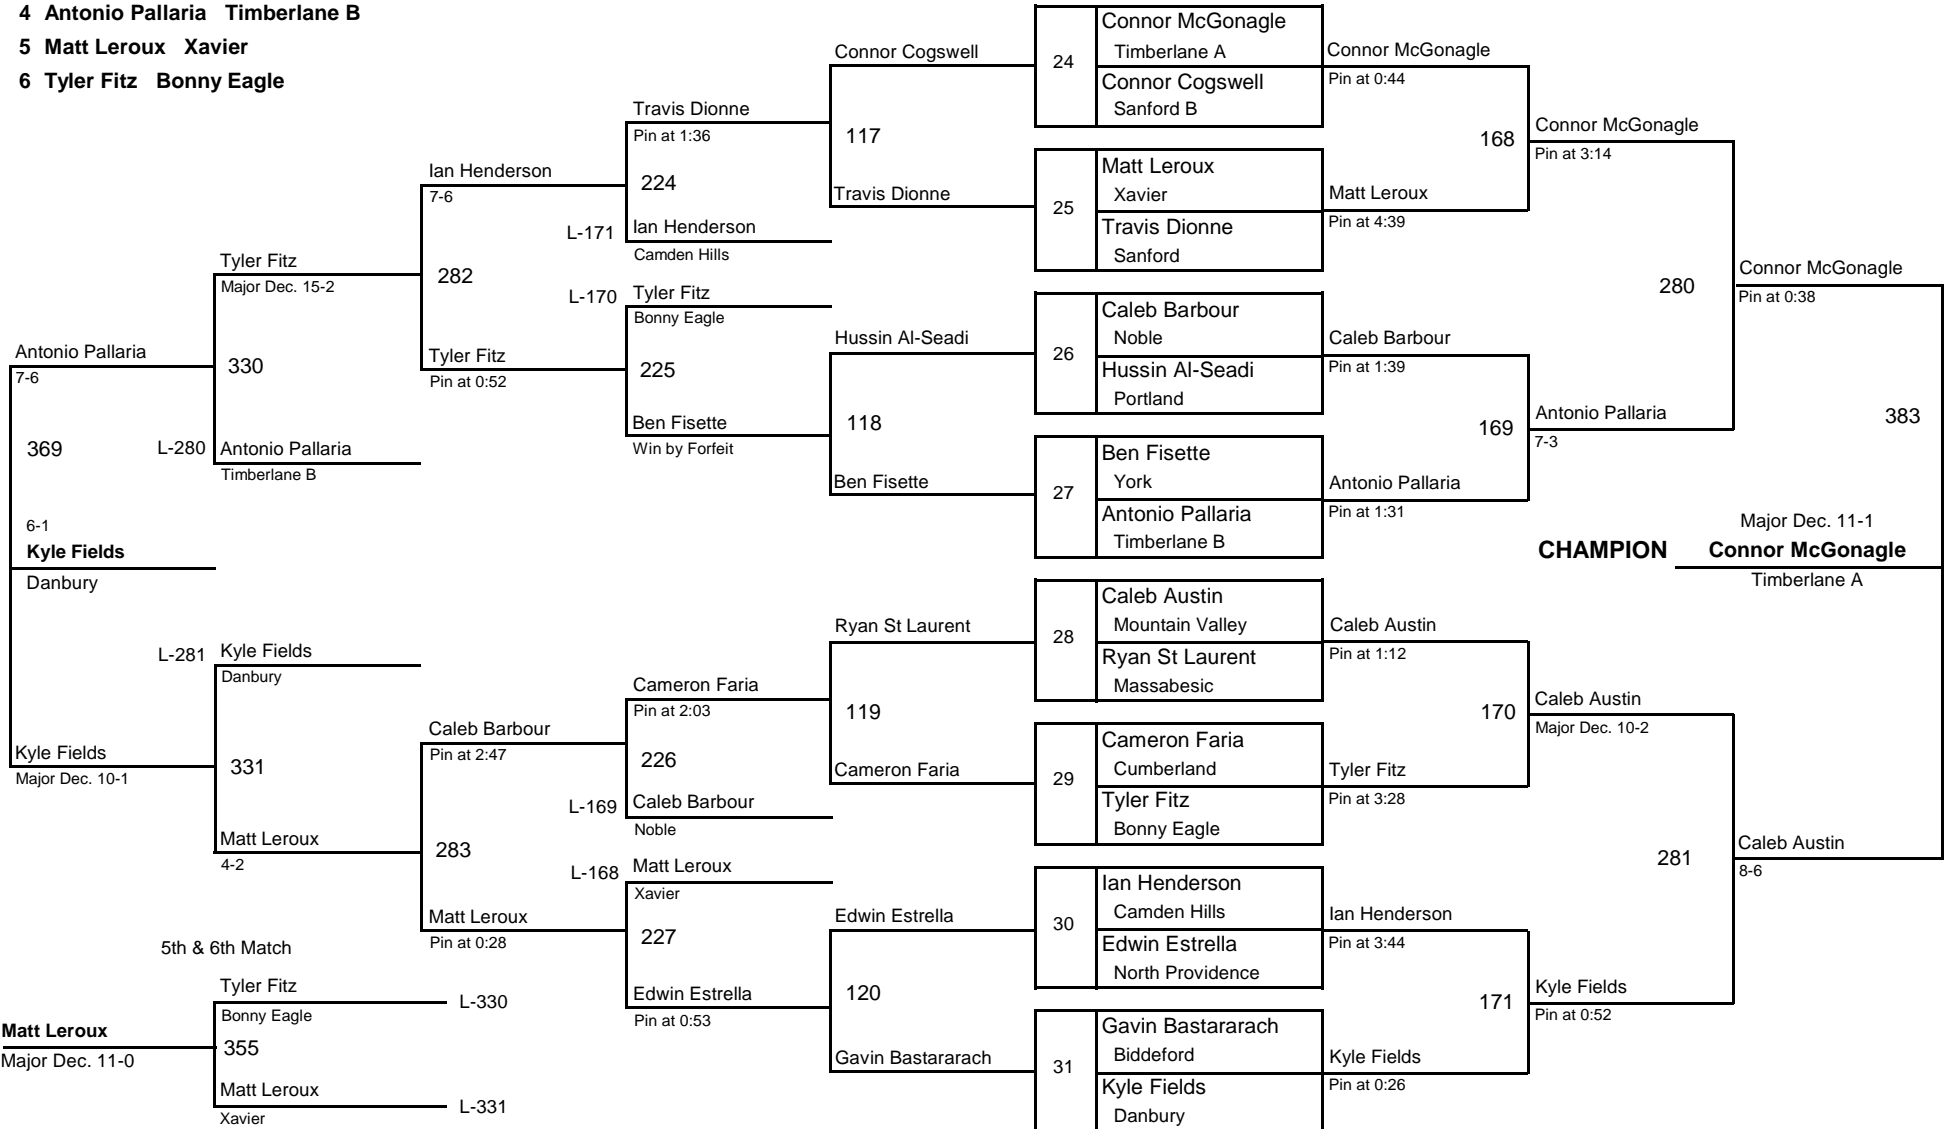 4 Antonio Pallaria Timberlane B
5 Matt Leroux Xavier
6 Tyler Fitz Bonny Eagle
Antonio Pallaria
7-6
369
6-1
Kyle Fields
Danbury
Kyle Fields
Major Dec. 10-1
5th & 6th Match
Matt Leroux
Major Dec. 11-0
Tyler Fitz
Major Dec. 15-2
330
L-280
Antonio Pallaria
Timberlane B
L-281
Kyle Fields
Danbury
331
Matt Leroux
4-2
Tyler Fitz
L-330
Bonny Eagle
355
Matt Leroux
L-331
Xavier
Ian Henderson
7-6
282
Tyler Fitz
Pin at 0:52
Caleb Barbour
Pin at 2:47
283
Matt Leroux
Pin at 0:28
Travis Dionne
Pin at 1:36
224
L-171
Ian Henderson
Camden Hills
L-170
Tyler Fitz
Bonny Eagle
225
Ben Fisette
Win by Forfeit
Cameron Faria
Pin at 2:03
226
L-169
Caleb Barbour
Noble
L-168
Matt Leroux
Xavier
227
Edwin Estrella
Pin at 0:53
Connor Cogswell
117
Travis Dionne
Hussin Al-Seadi
118
Ben Fisette
Ryan St Laurent
119
Cameron Faria
Edwin Estrella
120
Gavin Bastararach
24
Connor McGonagle
Timberlane A
Connor Cogswell
Sanford B
25
Matt Leroux
Xavier
Travis Dionne
Sanford
26
Caleb Barbour
Noble
Hussin Al-Seadi
Portland
27
Ben Fisette
York
Antonio Pallaria
Timberlane B
28
Caleb Austin
Mountain Valley
Ryan St Laurent
Massabesic
29
Cameron Faria
Cumberland
Tyler Fitz
Bonny Eagle
30
Ian Henderson
Camden Hills
Edwin Estrella
North Providence
31
Gavin Bastararach
Biddeford
Kyle Fields
Danbury
Connor McGonagle
Pin at 0:44
168
Matt Leroux
Pin at 4:39
Caleb Barbour
Pin at 1:39
169
Antonio Pallaria
Pin at 1:31
Caleb Austin
Pin at 1:12
170
Tyler Fitz
Pin at 3:28
Ian Henderson
Pin at 3:44
171
Kyle Fields
Pin at 0:26
Connor McGonagle
Pin at 3:14
280
Antonio Pallaria
7-3
Caleb Austin
Major Dec. 10-2
281
Kyle Fields
Pin at 0:52
Connor McGonagle
Pin at 0:38
383
Major Dec. 11-1
CHAMPION Connor McGonagle
Timberlane A
Caleb Austin
8-6